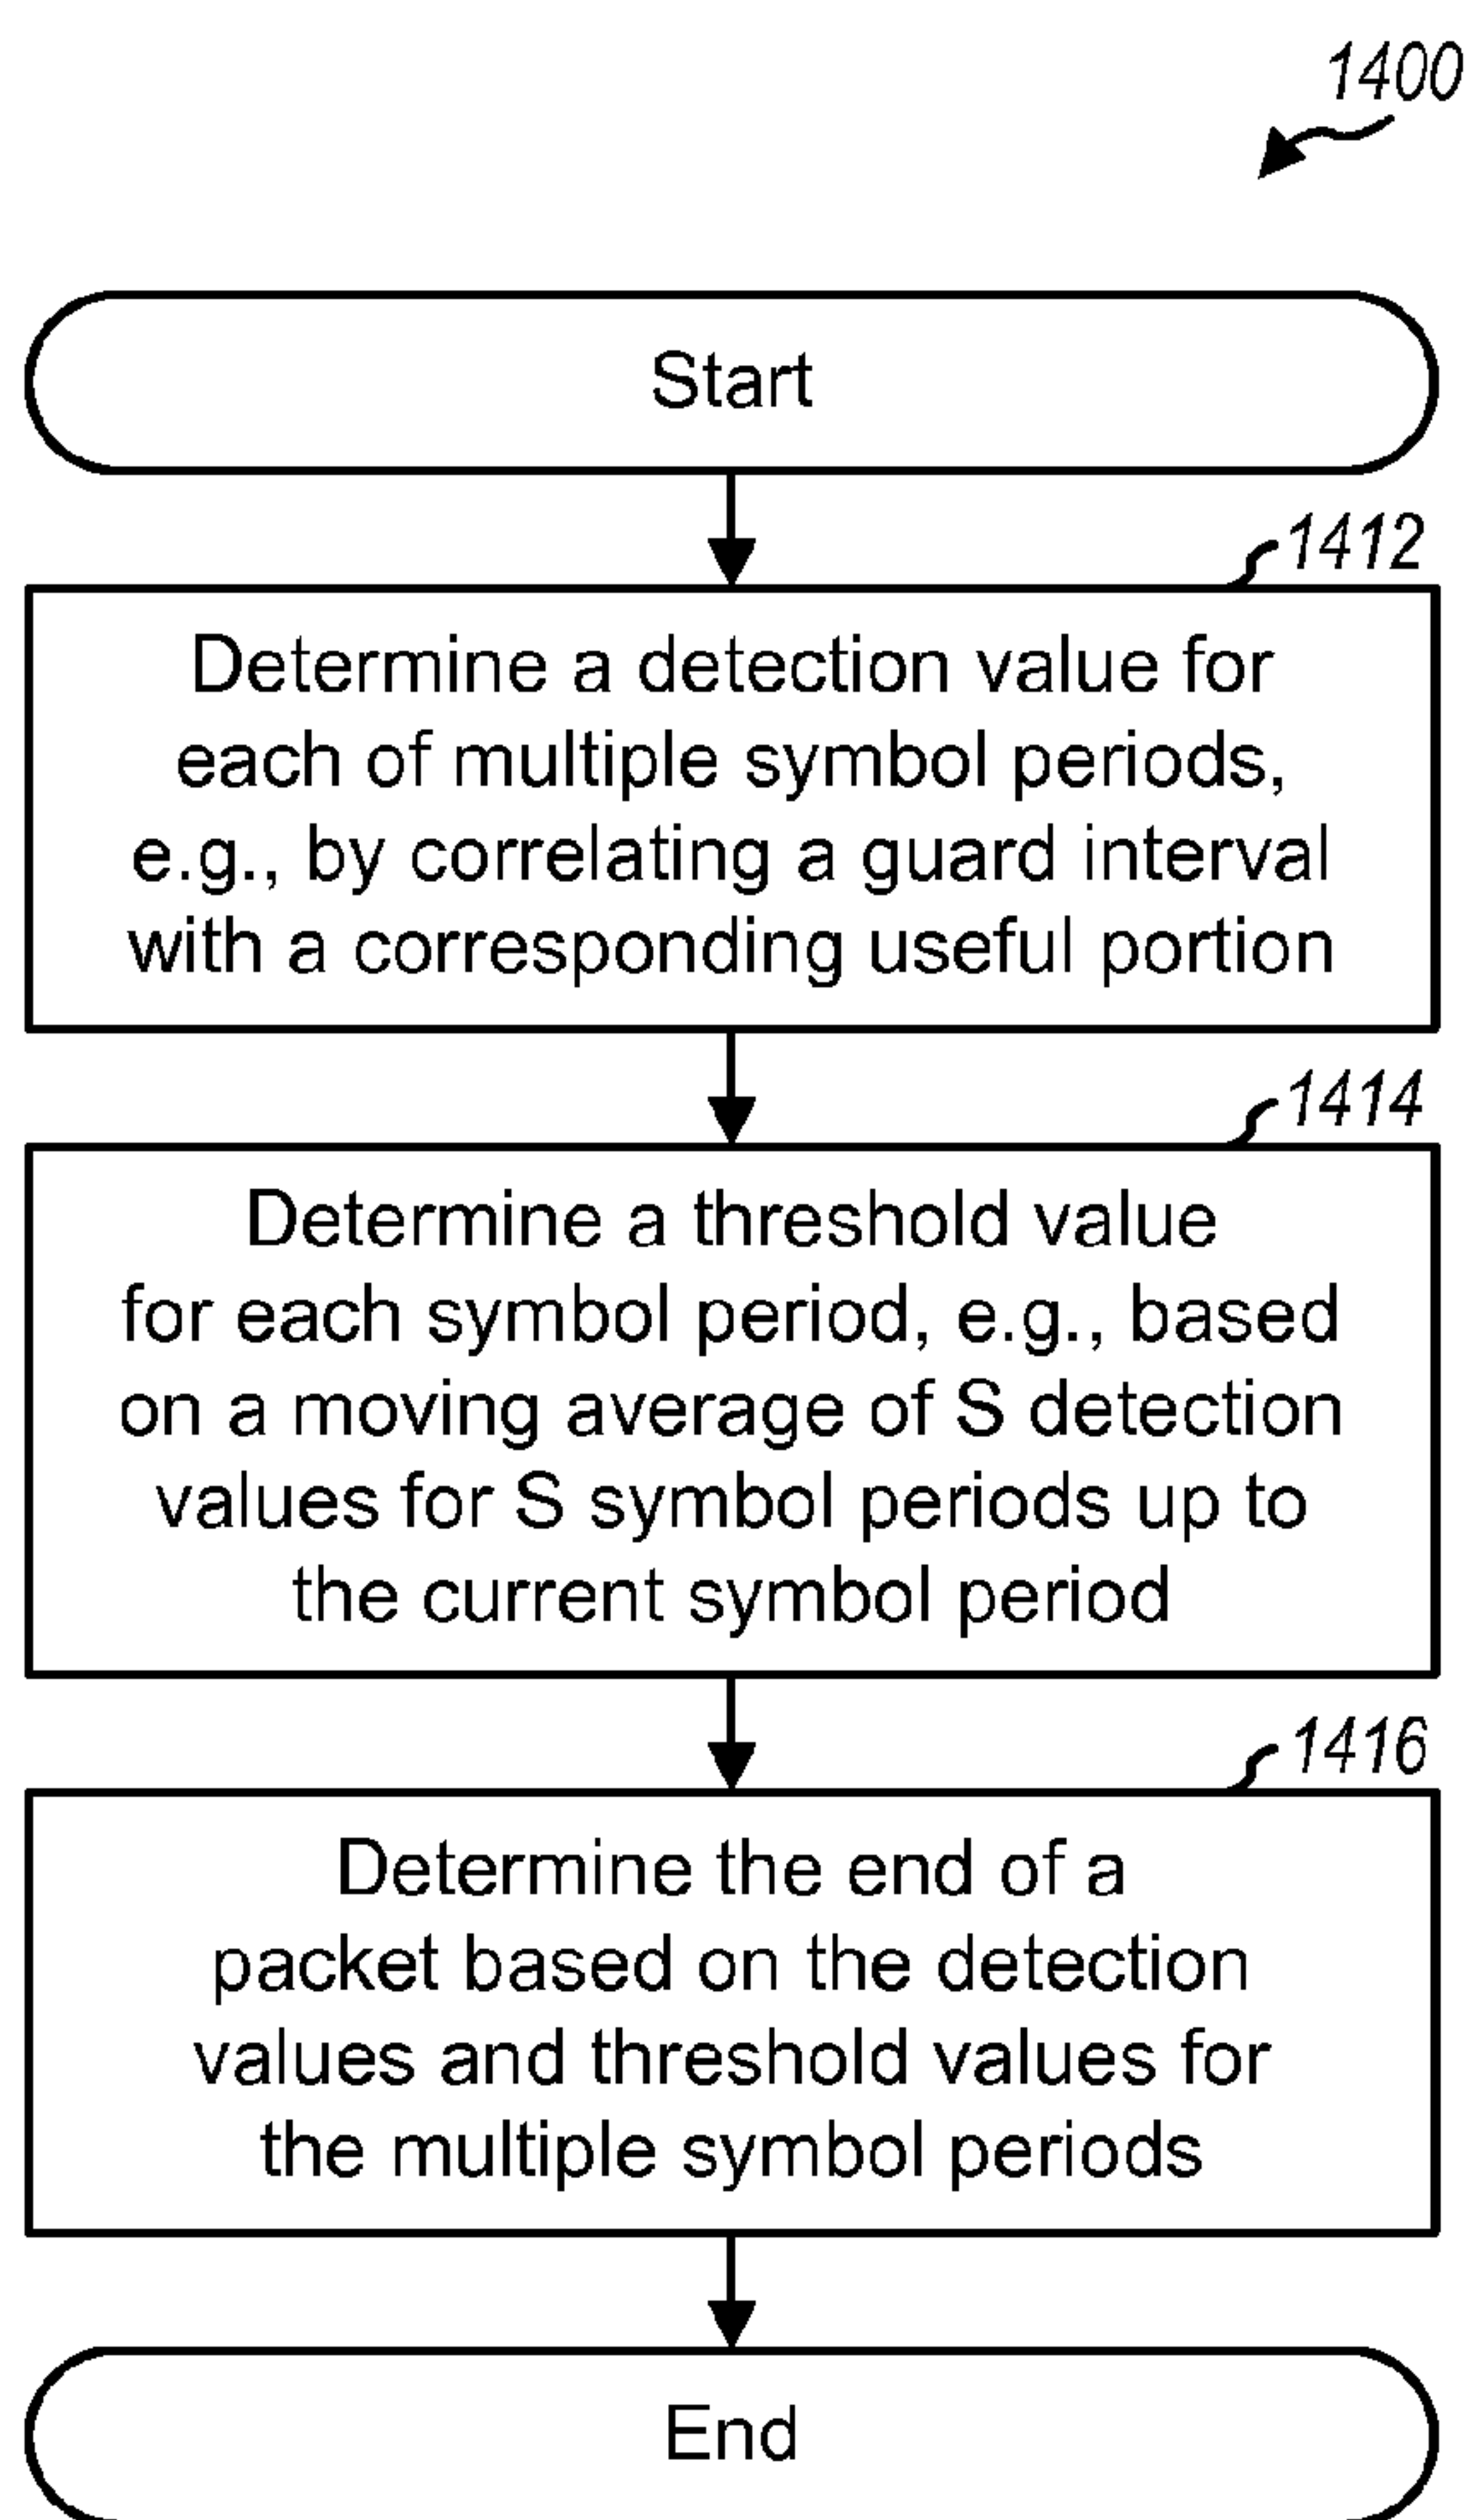 1400
Start
1412
Determine a detection value for
each of multiple symbol periods,
e.g., by correlating a guard interval
with a corresponding useful portion
1414
Determine a threshold value
for each symbol period, e.g., based
on a moving average of S detection
values for S symbol periods up to
the current symbol period
1416
Determine the end of a
packet based on the detection
values and threshold values for
the multiple symbol periods
End